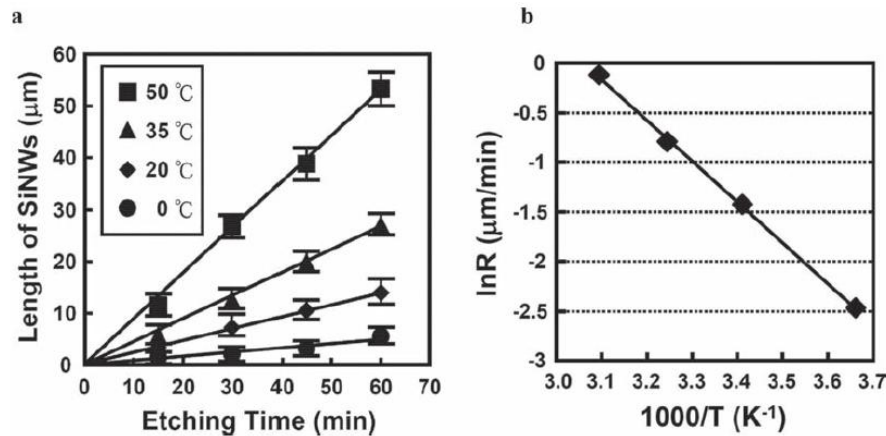 a
60
50
40
30
20
10
0
Length of SiNWs (μm)
50 ℃
35 ℃
20 ℃
0 ℃
0 10 20 30 40 50 60 70
Etching Time (min)
b
0
-0.5
-1
-1.5
-2
-2.5
-3
lnR (μm/min)
3.0 3.1 3.2 3.3 3.4 3.5 3.6 3.7
1000/T (K⁻¹)